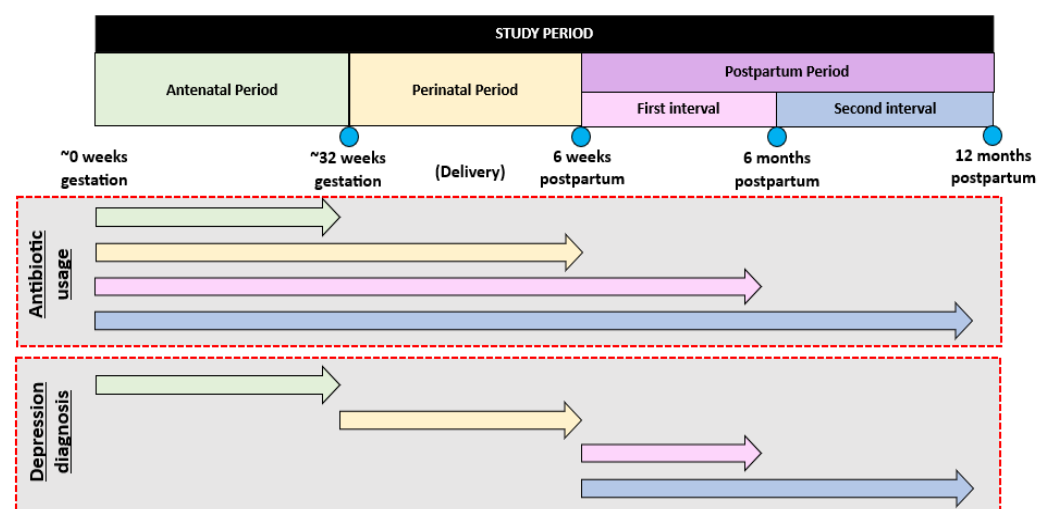 STUDY PERIOD
Antenatal Period
Perinatal Period
Postpartum Period
First interval
Second interval
~0 weeks
gestation
~32 weeks
gestation
(Delivery)
6 weeks
postpartum
6 months
postpartum
12 months
postpartum
Antibiotic
usage
Depression
diagnosis